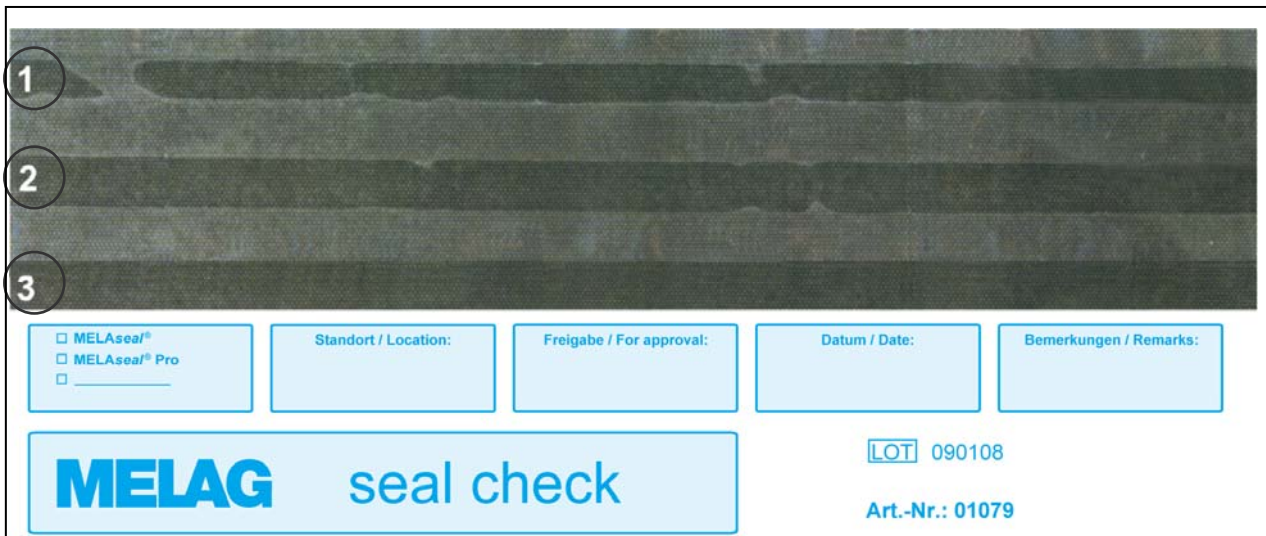 1
2
3
☐ MELAseal®
☐ MELAseal® Pro
☐ ____________
Standort / Location:
Freigabe / For approval:
Datum / Date:
Bemerkungen / Remarks:
MELAG seal check
LOT 090108
Art.-Nr.: 01079